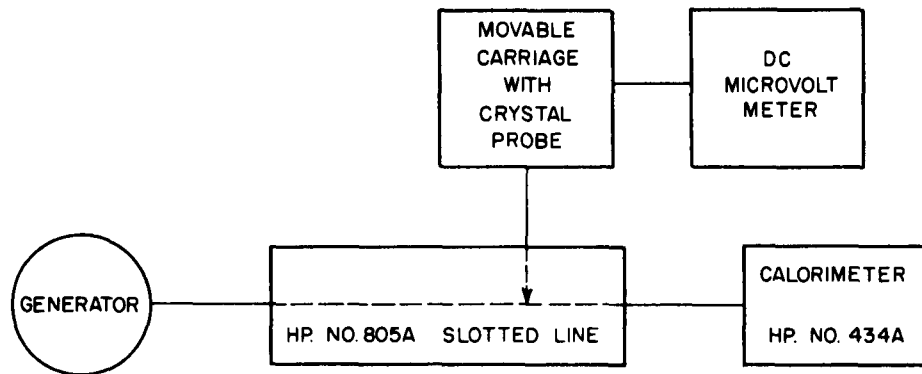 MOVABLE
CARRIAGE
WITH
CRYSTAL
PROBE
DC
MICROVOLT
METER
GENERATOR
HP. NO. 805A SLOTTED LINE
CALORIMETER
HP. NO. 434A